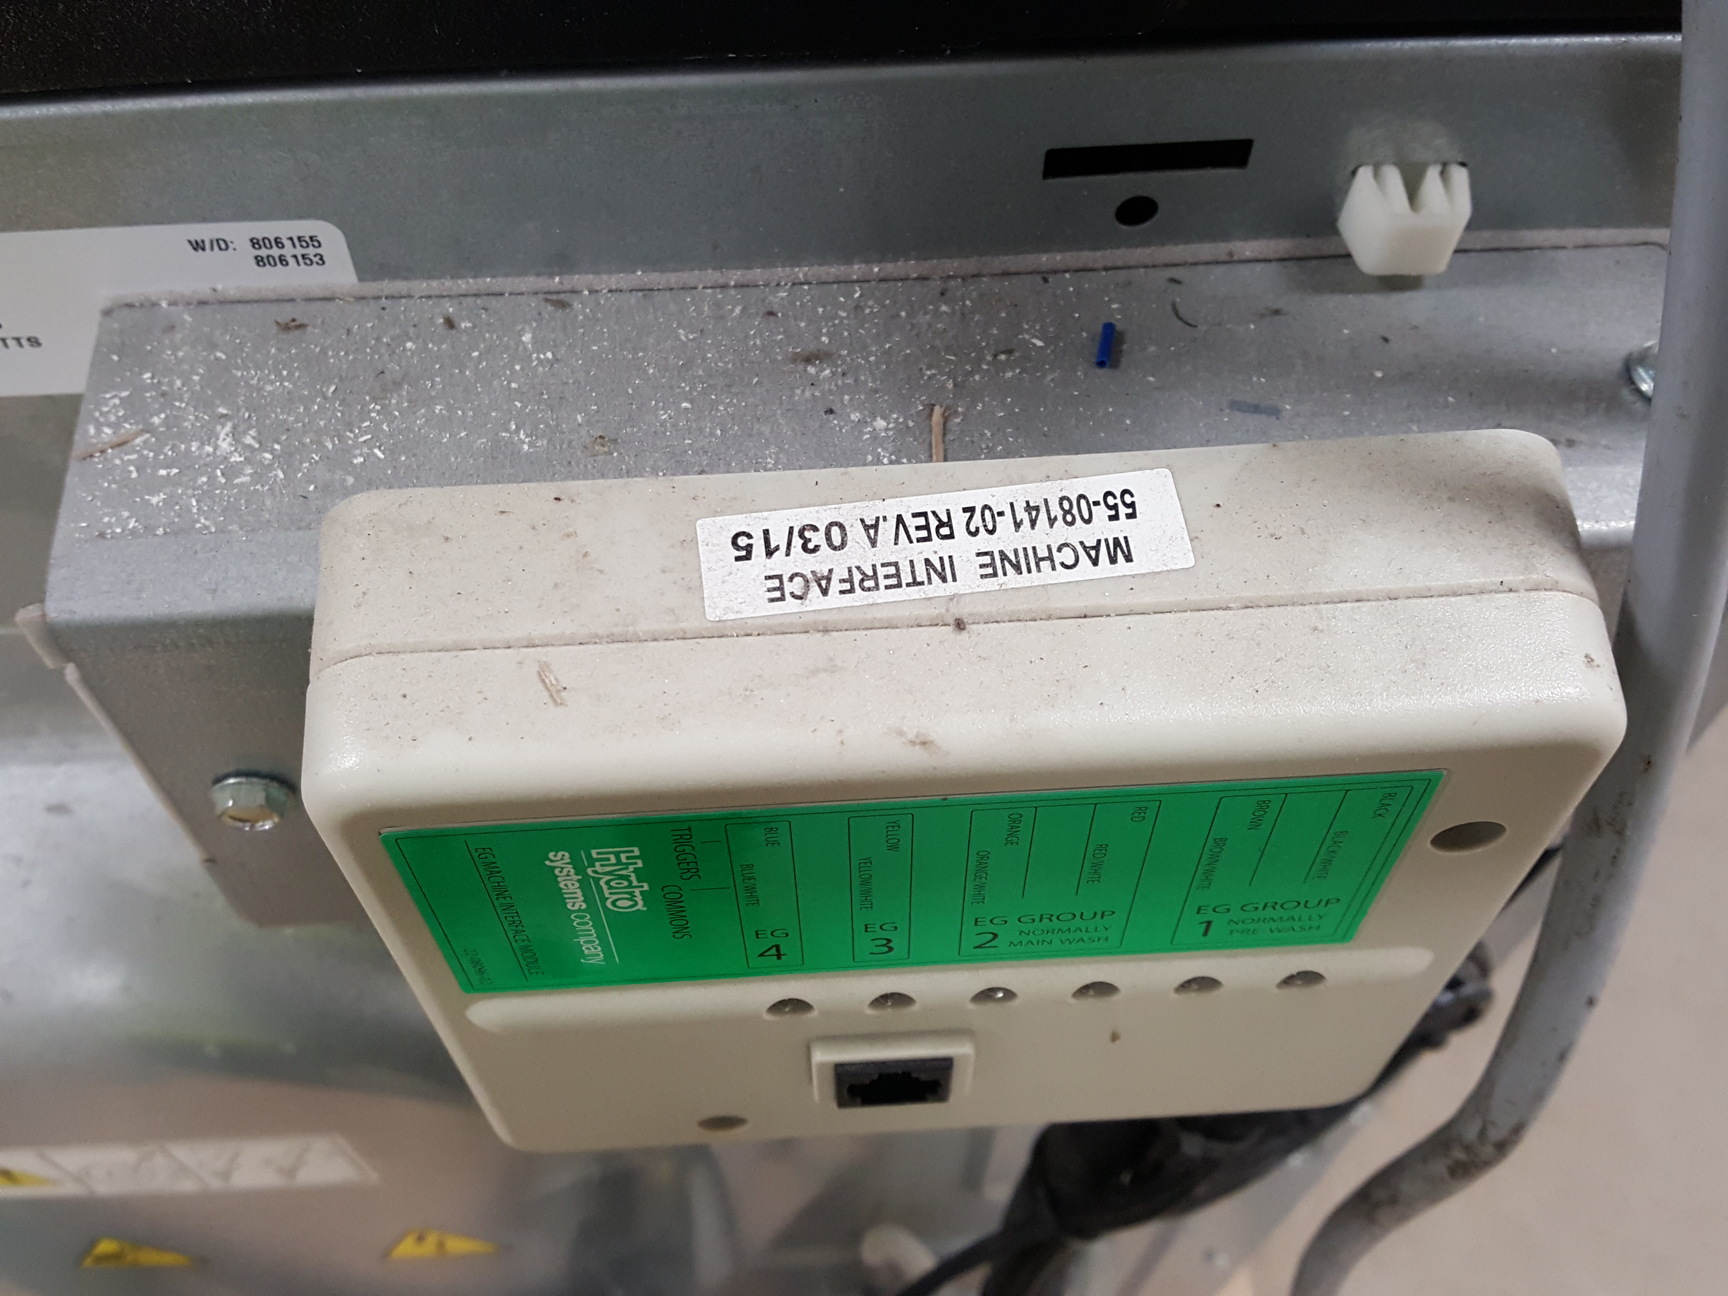 W/D: 806155
806153
TTS
MACHINE INTERFACE
55-08141-02 REV.A 03/15
BLACK
BLACK/WHITE
BROWN
BROWN/WHITE
EG GROUP
1 NORMALLY
PRE-WASH
RED
RED/WHITE
ORANGE
ORANGE/WHITE
EG GROUP
2 NORMALLY
MAIN WASH
YELLOW
YELLOW/WHITE
EG
3
BLUE
BLUE/WHITE
EG
4
TRIGGERS
COMMONS
Hydro
systems company
EG MACHINE INTERFACE MODULE